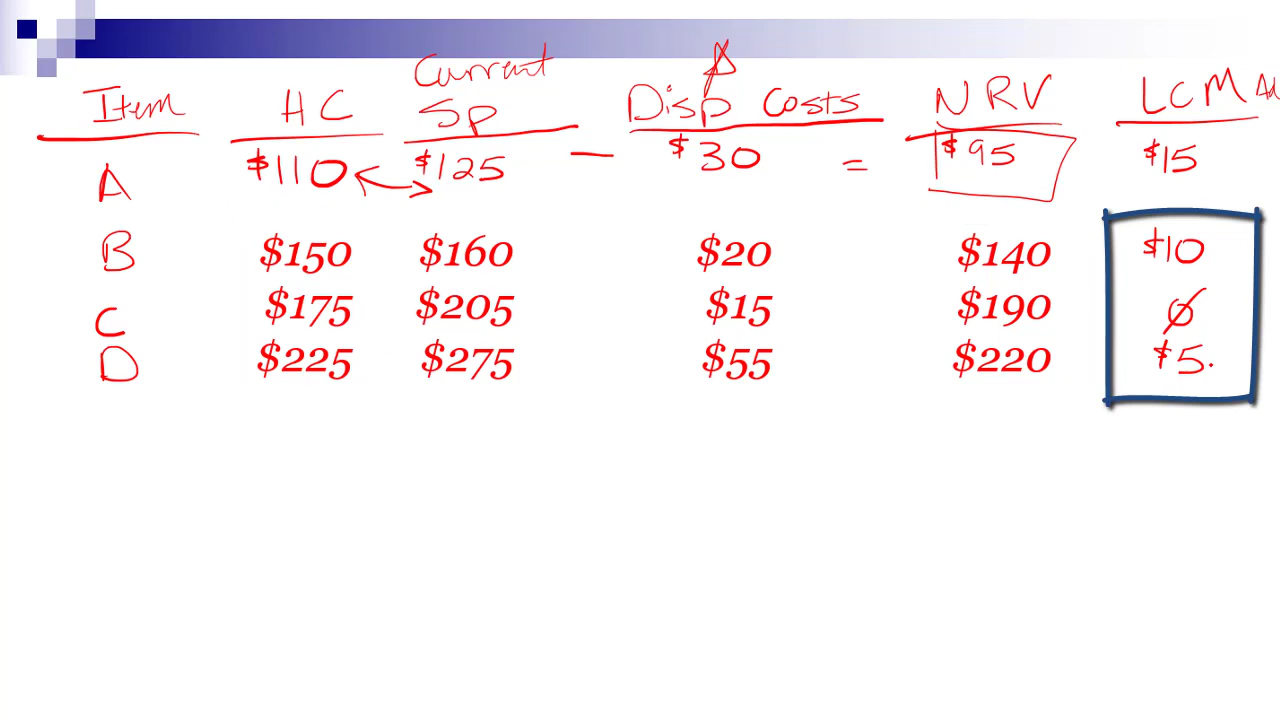 Item HC Current SP Disp Costs NRV LCM Ad
A $110 $125 - $30 = $95 $15
B $150 $160 $20 $140 $10
C $175 $205 $15 $190 0
D $225 $275 $55 $220 $5.